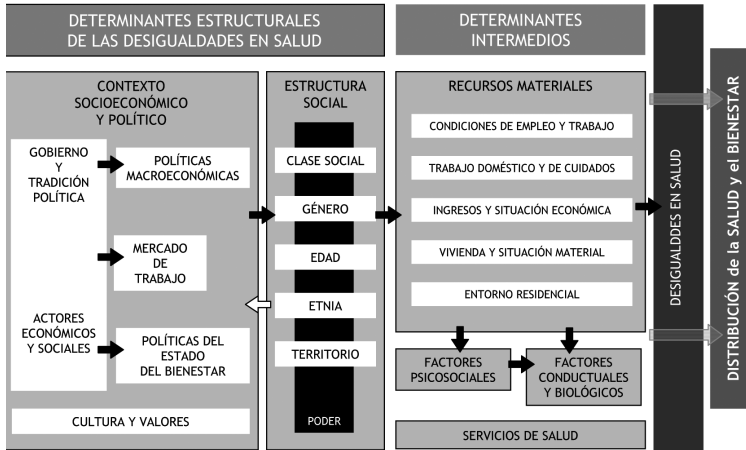 DETERMINANTES ESTRUCTURALES
DE LAS DESIGUALDADES EN SALUD
DETERMINANTES
INTERMEDIOS
CONTEXTO
SOCIOECONÓMICO
Y POLÍTICO
GOBIERNO
Y
TRADICIÓN
POLÍTICA
POLÍTICAS
MACROECONÓMICAS
MERCADO
DE
TRABAJO
ACTORES
ECONÓMICOS
Y SOCIALES
POLÍTICAS DEL
ESTADO
DEL BIENESTAR
CULTURA Y VALORES
ESTRUCTURA
SOCIAL
CLASE SOCIAL
GÉNERO
EDAD
ETNIA
TERRITORIO
PODER
RECURSOS MATERIALES
CONDICIONES DE EMPLEO Y TRABAJO
TRABAJO DOMÉSTICO Y DE CUIDADOS
INGRESOS Y SITUACIÓN ECONÓMICA
VIVIENDA Y SITUACIÓN MATERIAL
ENTORNO RESIDENCIAL
FACTORES
PSICOSOCIALES
FACTORES
CONDUCTUALES
Y BIOLÓGICOS
SERVICIOS DE SALUD
DESIGUALDDES EN SALUD
DISTRIBUCIÓN de la SALUD y el BIENESTAR